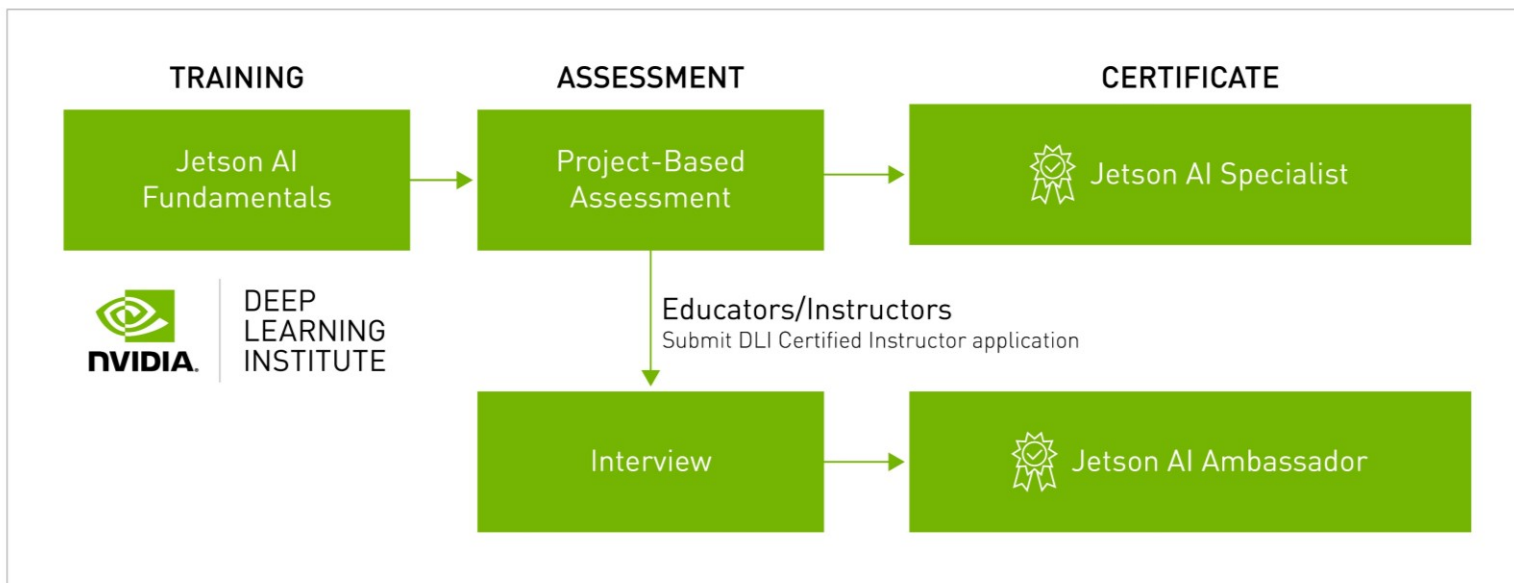 TRAINING
ASSESSMENT
CERTIFICATE
Jetson AI
Fundamentals
Project-Based
Assessment
Jetson AI Specialist
NVIDIA.
DEEP
LEARNING
INSTITUTE
Educators/Instructors
Submit DLI Certified Instructor application
Interview
Jetson AI Ambassador